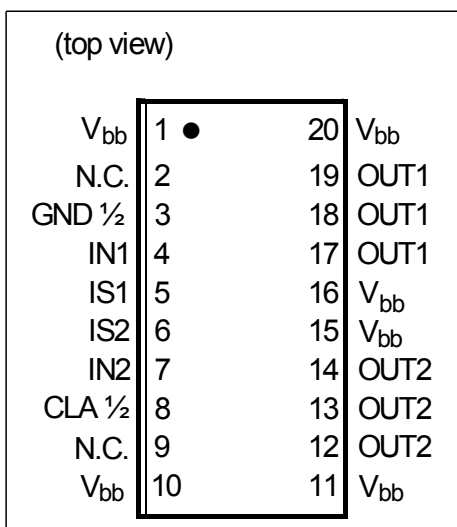 (top view)
Vbb 1 ● 20 Vbb
N.C. 2 19 OUT1
GND ½ 3 18 OUT1
IN1 4 17 OUT1
IS1 5 16 Vbb
IS2 6 15 Vbb
IN2 7 14 OUT2
CLA ½ 8 13 OUT2
N.C. 9 12 OUT2
Vbb 10 11 Vbb